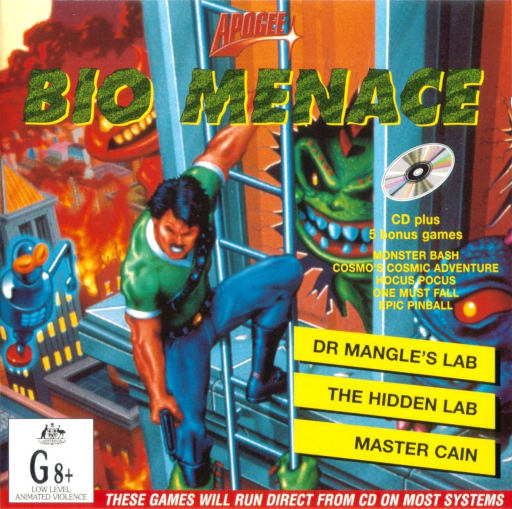 APOGEE
BIO MENACE
CD plus
5 bonus games
MONSTER BASH
COSMO'S COSMIC ADVENTURE
HOCUS POCUS
ONE MUST FALL
EPIC PINBALL
DR MANGLE'S LAB
THE HIDDEN LAB
MASTER CAIN
G 8+
LOW LEVEL
ANIMATED VIOLENCE
THESE GAMES WILL RUN DIRECT FROM CD ON MOST SYSTEMS